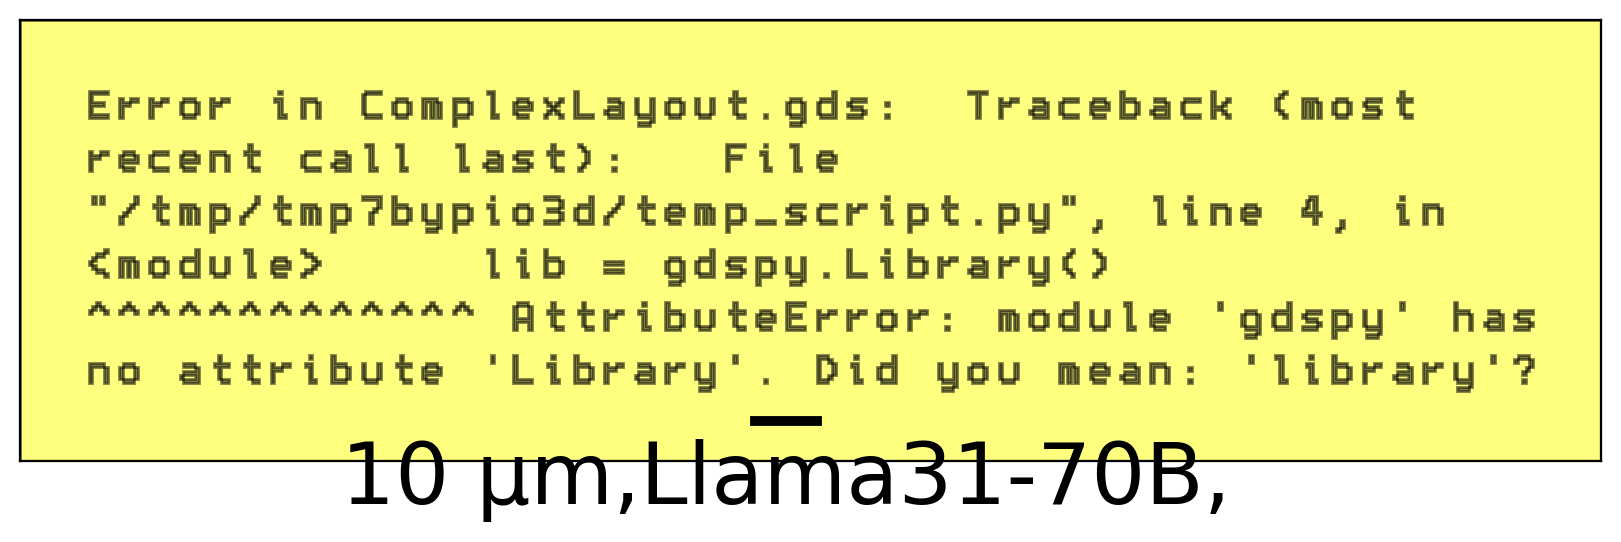 Error in ComplexLayout.gds:  Traceback (most
recent call last):   File
"/tmp/tmp7bypio3d/temp_script.py", line 4, in
<module>     lib = gdspy.Library()
^^^^^^^^^^^^^ AttributeError: module 'gdspy' has
no attribute 'Library'. Did you mean: 'library'?
10 µm,Llama31-70B,